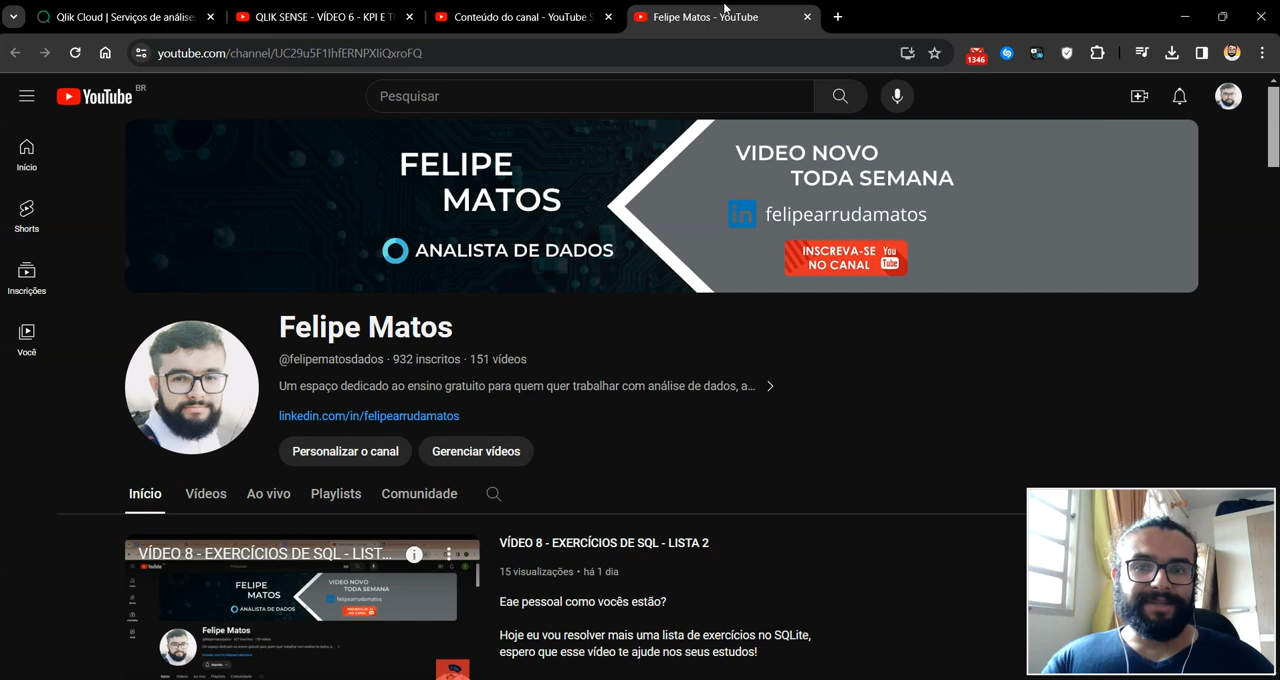 Qlik Cloud | Serviços de análise
QLIK SENSE - VÍDEO 6 - KPI E T
Conteúdo do canal - YouTube S
Felipe Matos - YouTube
youtube.com/channel/UC29u5F1IhfERNPXIiQxroFQ
1346
YouTube BR
Pesquisar
Início
Shorts
Inscrições
Você
FELIPE
MATOS
ANALISTA DE DADOS
VIDEO NOVO
TODA SEMANA
in felipearrudamatos
INSCREVA-SE
NO CANAL
You
Tube
Felipe Matos
@felipematosdados · 932 inscritos · 151 vídeos
Um espaço dedicado ao ensino gratuito para quem quer trabalhar com análise de dados, a...
linkedin.com/in/felipearrudamatos
Personalizar o canal
Gerenciar vídeos
Início
Vídeos
Ao vivo
Playlists
Comunidade
VÍDEO 8 - EXERCÍCIOS DE SQL - LIST...
FELIPE
MATOS
ANALISTA DE DADOS
VIDEO NOVO
TODA SEMANA
felipearrudamatos
Felipe Matos
VÍDEO 8 - EXERCÍCIOS DE SQL - LISTA 2
15 visualizações • há 1 dia
Eae pessoal como vocês estão?
Hoje eu vou resolver mais uma lista de exercícios no SQLite,
espero que esse vídeo te ajude nos seus estudos!